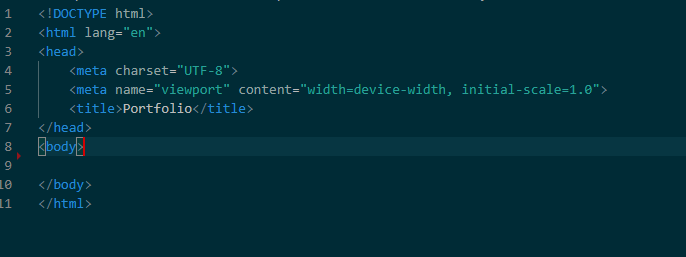 1 <!DOCTYPE html>
2 <html lang="en">
3 <head>
4     <meta charset="UTF-8">
5     <meta name="viewport" content="width=device-width, initial-scale=1.0">
6     <title>Portfolio</title>
7 </head>
8 <body>
9
10 </body>
11 </html>